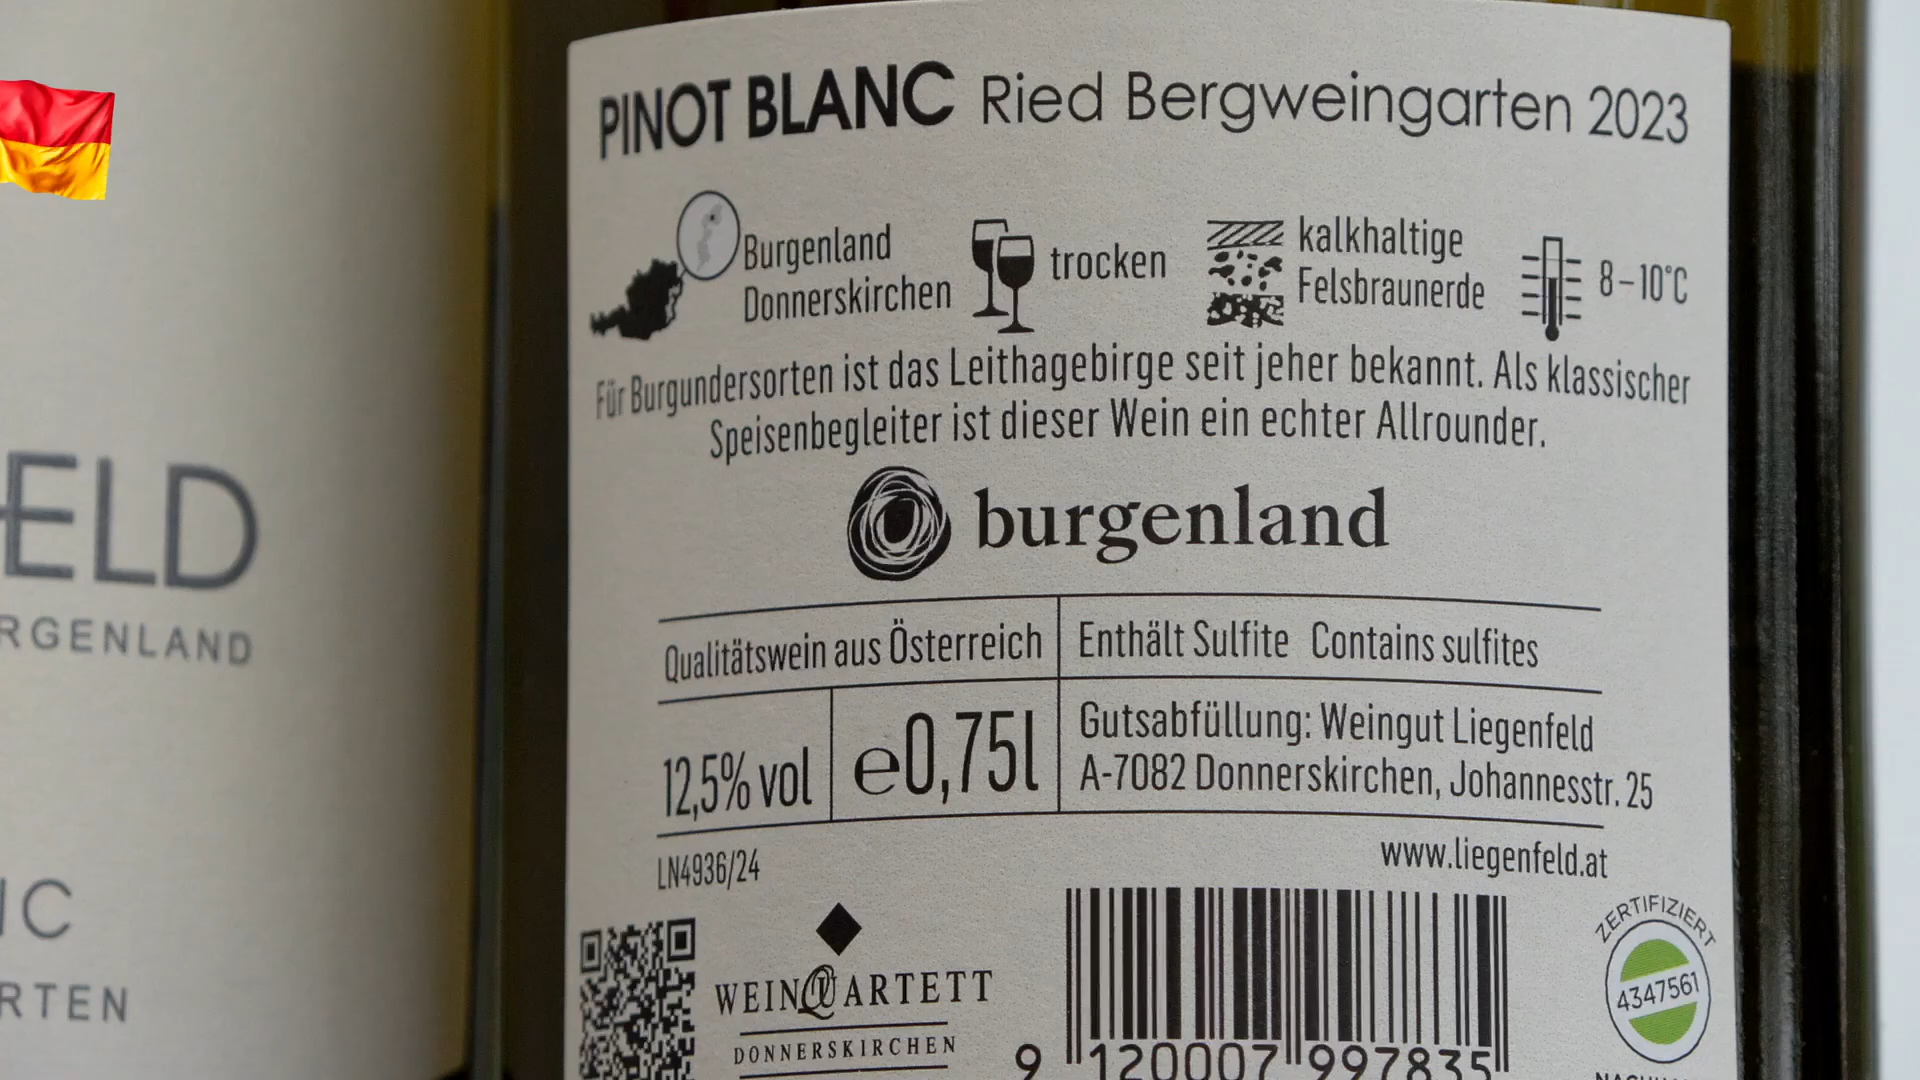 ELD
RGENLAND
C
RTEN
PINOT BLANC Ried Bergweingarten 2023
Burgenland
Donnerskirchen
trocken
kalkhaltige
Felsbraunerde
8–10°C
Für Burgundersorten ist das Leithagebirge seit jeher bekannt. Als klassischer
Speisenbegleiter ist dieser Wein ein echter Allrounder.
burgenland
Qualitätswein aus Österreich
Enthält Sulfite Contains sulfites
12,5% vol
e0,75l
Gutsabfüllung: Weingut Liegenfeld
A-7082 Donnerskirchen, Johannesstr. 25
LN4936/24
www.liegenfeld.at
WEINQUARTETT
DONNERSKIRCHEN
9 120007 997835
ZERTIFIZIERT
4347561